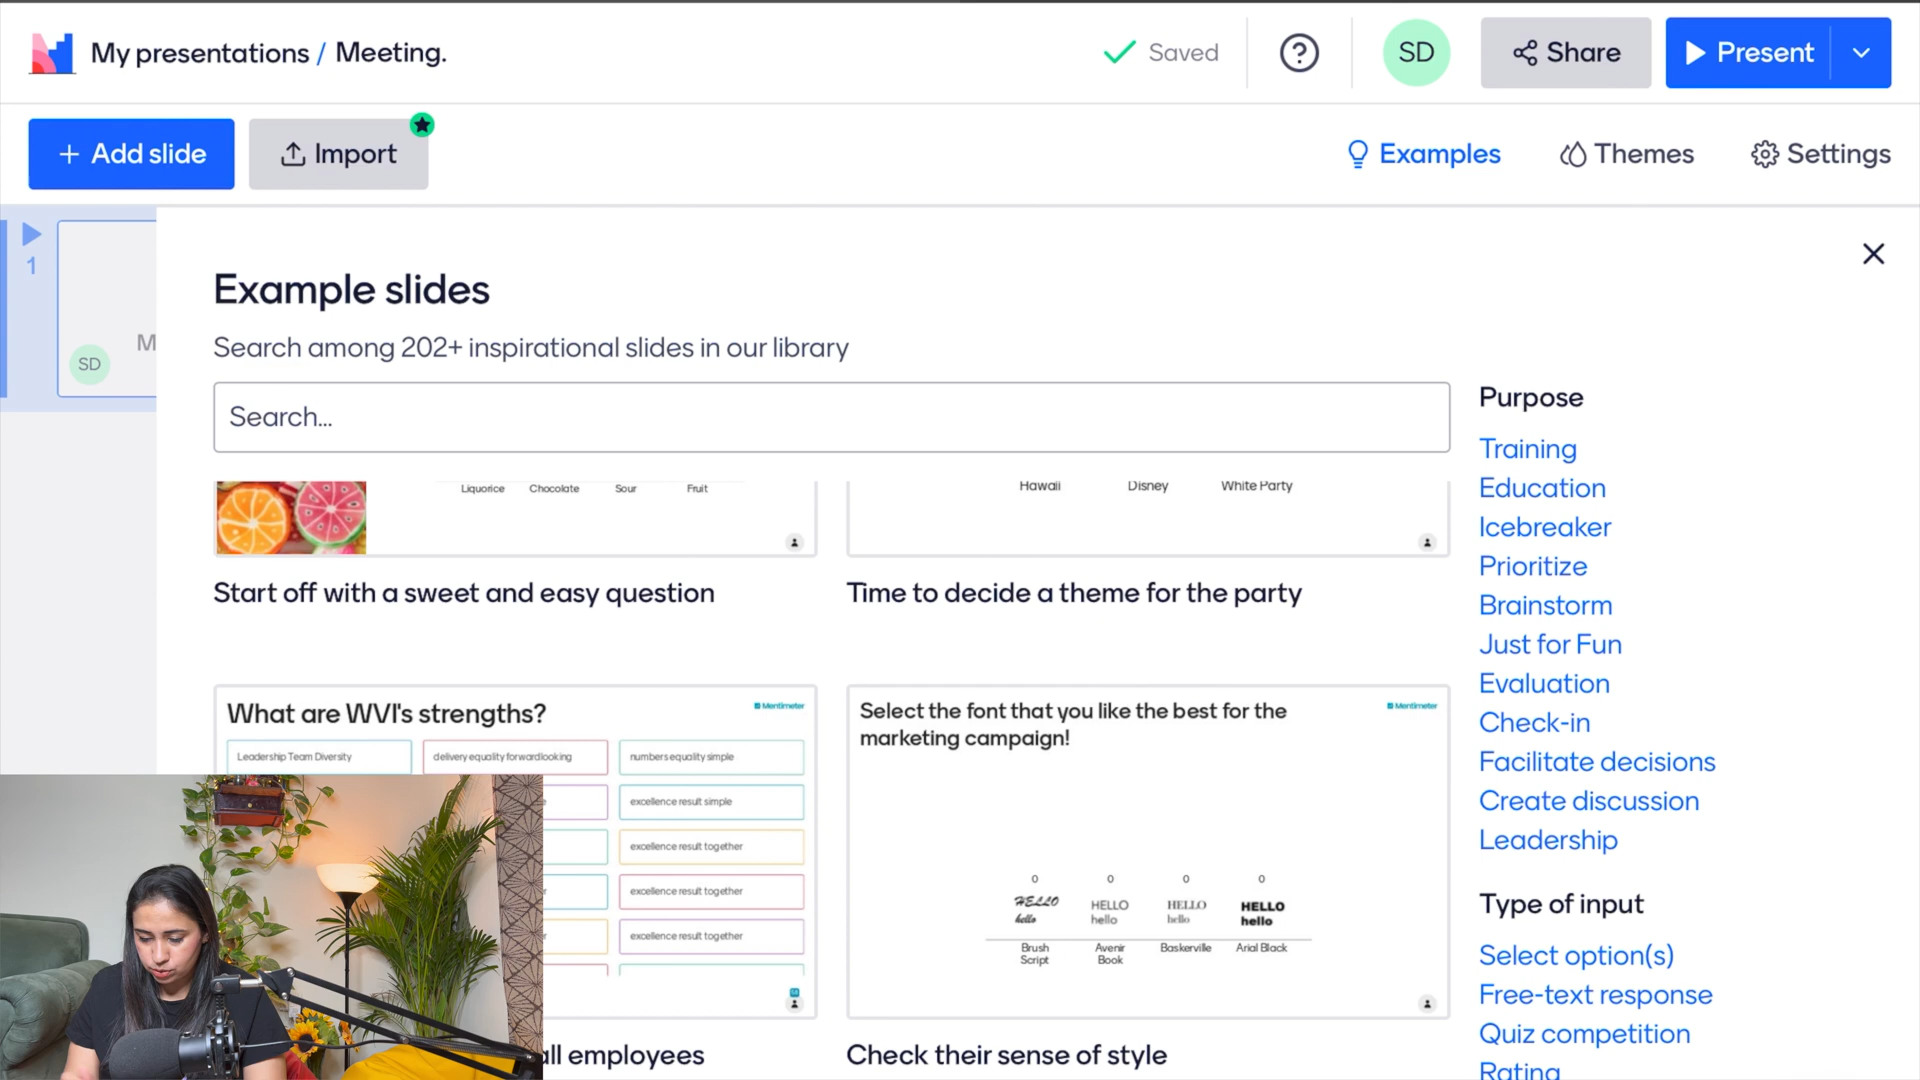 My presentations / Meeting.
Saved
SD
Share
Present
+ Add slide
Import
Examples
Themes
Settings
1
M
SD
Example slides
Search among 202+ inspirational slides in our library
Search...
Liquorice Chocolate Sour Fruit
Start off with a sweet and easy question
Hawaii Disney White Party
Time to decide a theme for the party
What are WVI's strengths?
Mentimeter
Leadership Team Diversity
delivery equality forwardlooking
numbers equality simple
excellence result simple
excellence result together
excellence result together
excellence result together
all employees
Select the font that you like the best for the
marketing campaign!
Mentimeter
0 0 0 0
HELLO HELLO HELLO HELLO
hello hello hello hello
Brush Avenir Baskerville Arial Black
Script Book
Check their sense of style
Purpose
Training
Education
Icebreaker
Prioritize
Brainstorm
Just for Fun
Evaluation
Check-in
Facilitate decisions
Create discussion
Leadership
Type of input
Select option(s)
Free-text response
Quiz competition
Rating